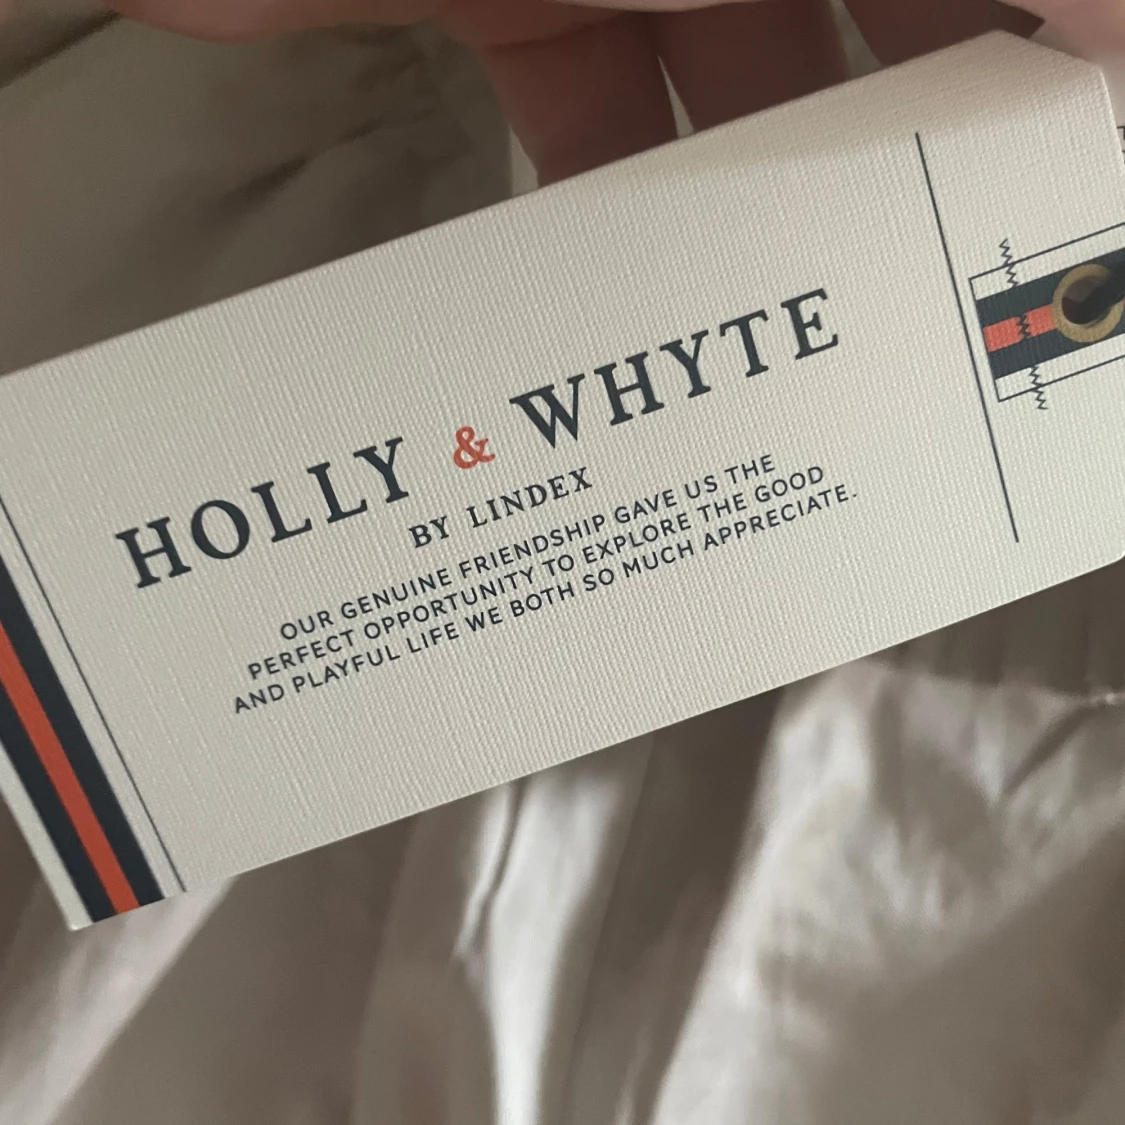 HOLLY & WHYTE
BY LINDEX
OUR GENUINE FRIENDSHIP GAVE US THE
PERFECT OPPORTUNITY TO EXPLORE THE GOOD
AND PLAYFUL LIFE WE BOTH SO MUCH APPRECIATE.